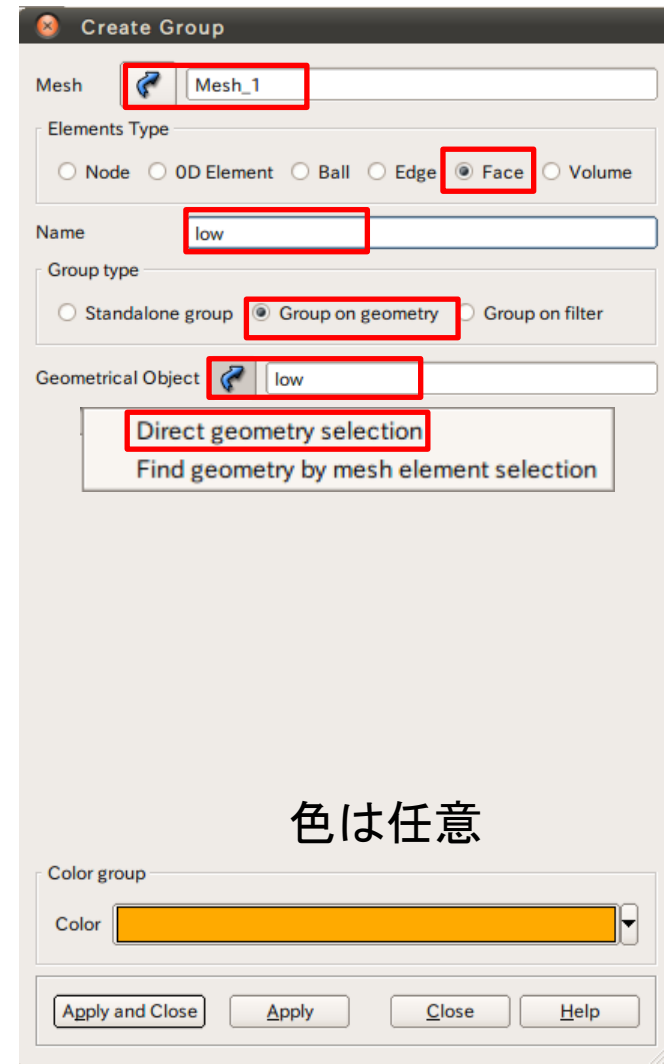 Create Group
Mesh Mesh_1
Elements Type
Node 0D Element Ball Edge Face Volume
Name low
Group type
Standalone group Group on geometry Group on filter
Geometrical Object low
Direct geometry selection
Find geometry by mesh element selection
色は任意
Color group
Color
Apply and Close Apply Close Help